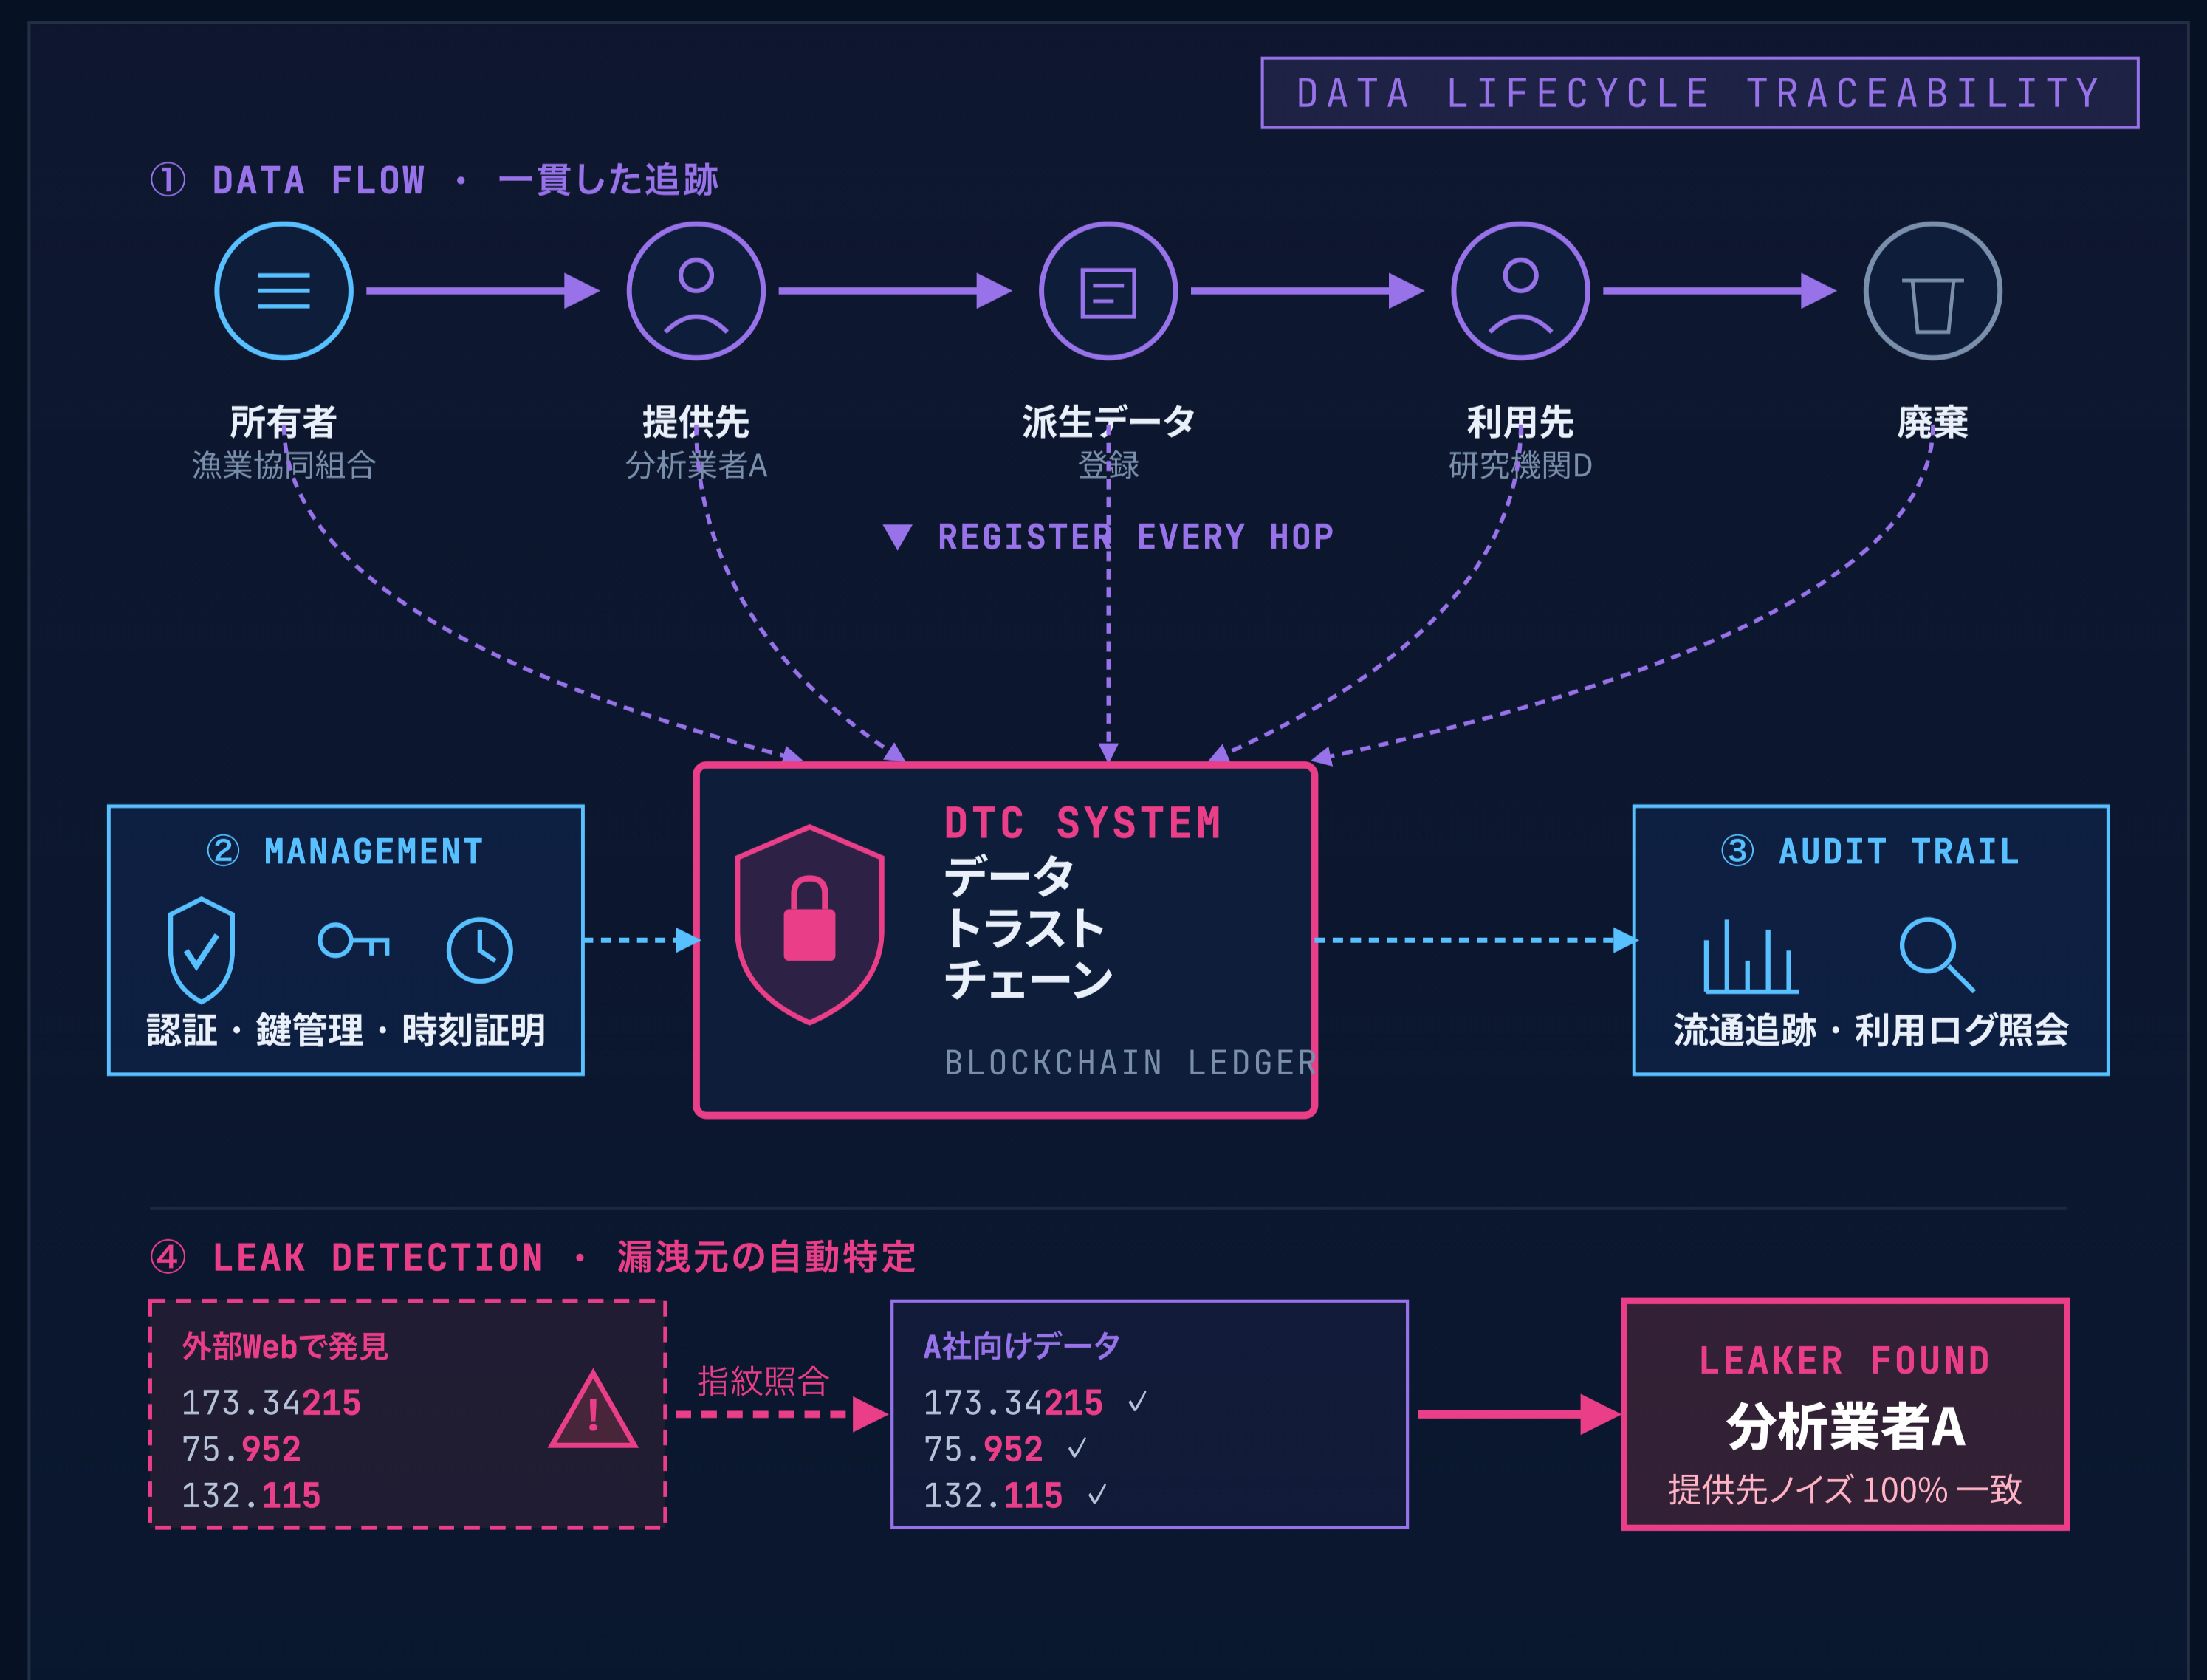 DATA LIFECYCLE TRACEABILITY
① DATA FLOW · 一貫した追跡
所有者
漁業協同組合
提供先
分析業者A
派生データ
登録
利用先
研究機関D
廃棄
▼ REGISTER EVERY HOP
② MANAGEMENT
認証・鍵管理・時刻証明
DTC SYSTEM
データ
トラスト
チェーン
BLOCKCHAIN LEDGER
③ AUDIT TRAIL
流通追跡・利用ログ照会
④ LEAK DETECTION · 漏洩元の自動特定
外部Webで発見
173.34215
75.952
132.115
!
指紋照合
A社向けデータ
173.34215 ✓
75.952 ✓
132.115 ✓
LEAKER FOUND
分析業者A
提供先ノイズ 100% 一致